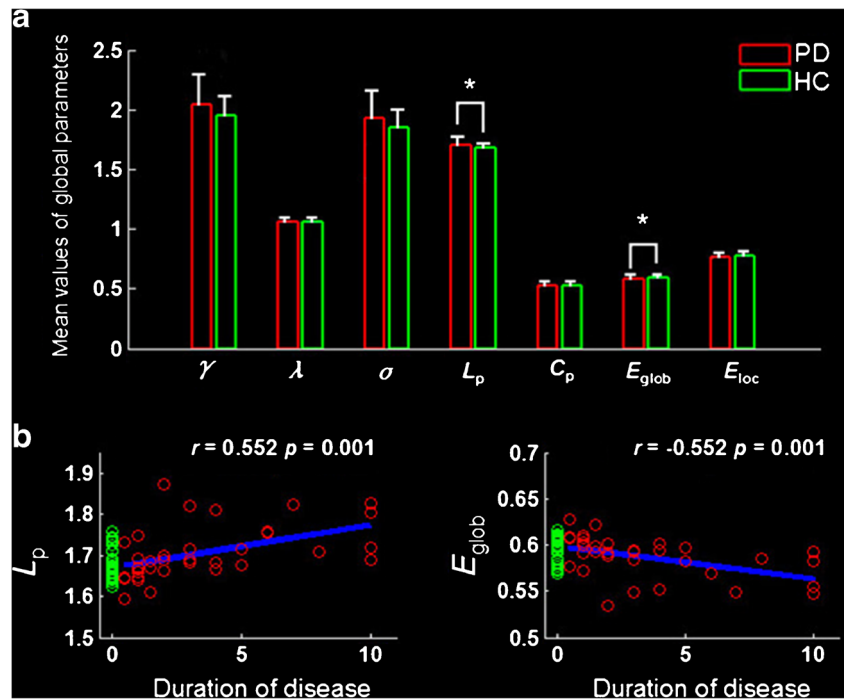 a
PD
HC
Mean values of global parameters
2.5
2
1.5
1
0.5
0
*
*
γ λ σ Lp Cp Eglob Eloc
b
r = 0.552 p = 0.001
Lp
1.9
1.8
1.7
1.6
1.5
0 5 10
Duration of disease
r = -0.552 p = 0.001
Eglob
0.7
0.65
0.6
0.55
0.5
0 5 10
Duration of disease